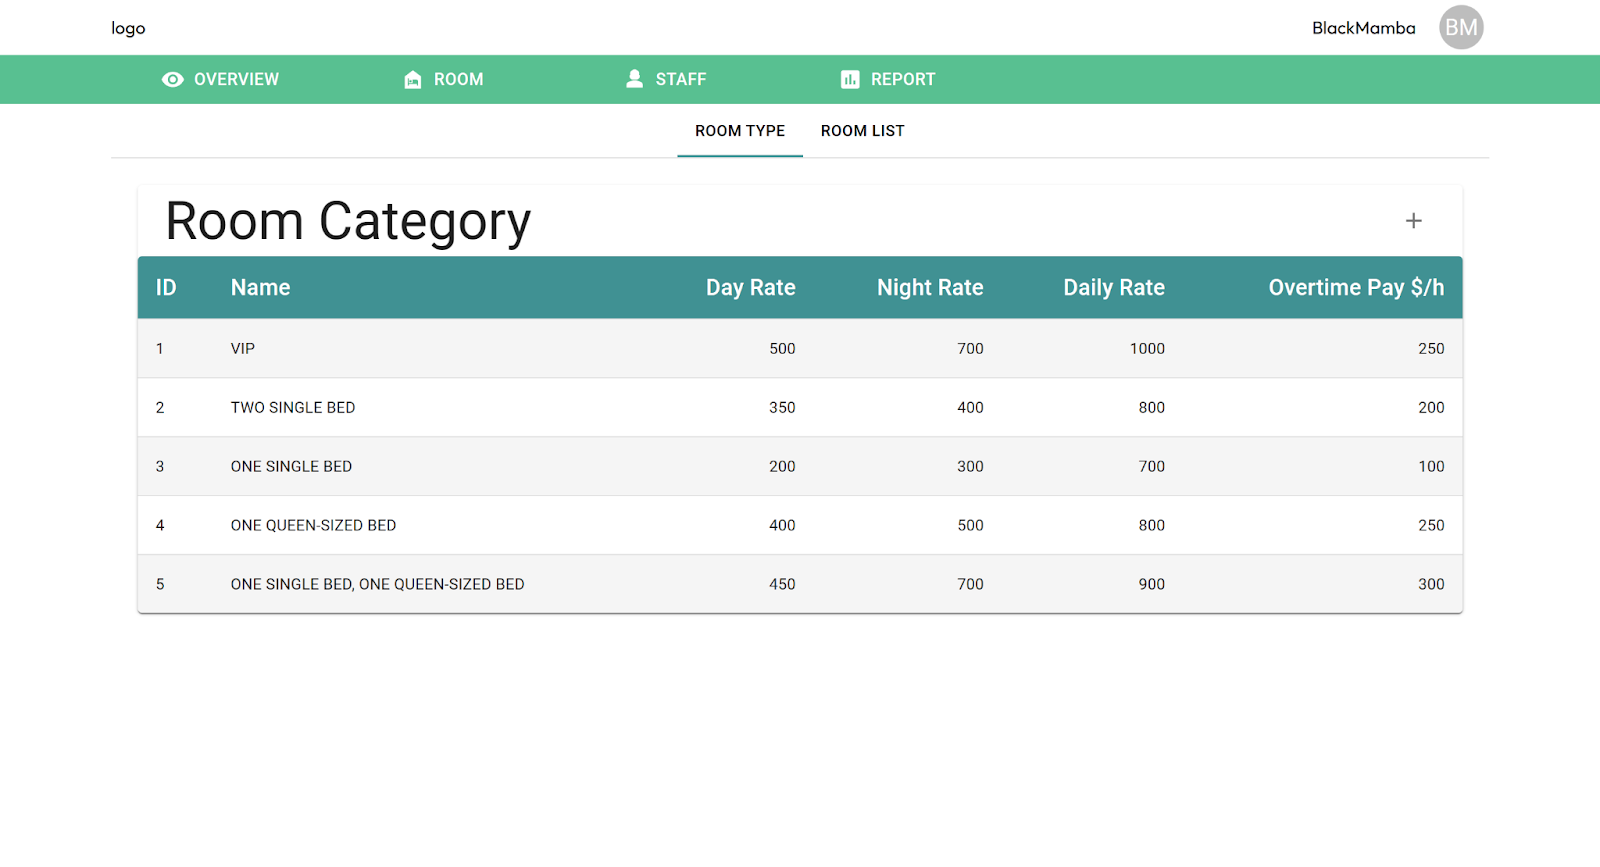 logo
BlackMamba BM
OVERVIEW ROOM STAFF REPORT
ROOM TYPE ROOM LIST
Room Category +
ID Name Day Rate Night Rate Daily Rate Overtime Pay $/h
1 VIP 500 700 1000 250
2 TWO SINGLE BED 350 400 800 200
3 ONE SINGLE BED 200 300 700 100
4 ONE QUEEN-SIZED BED 400 500 800 250
5 ONE SINGLE BED, ONE QUEEN-SIZED BED 450 700 900 300